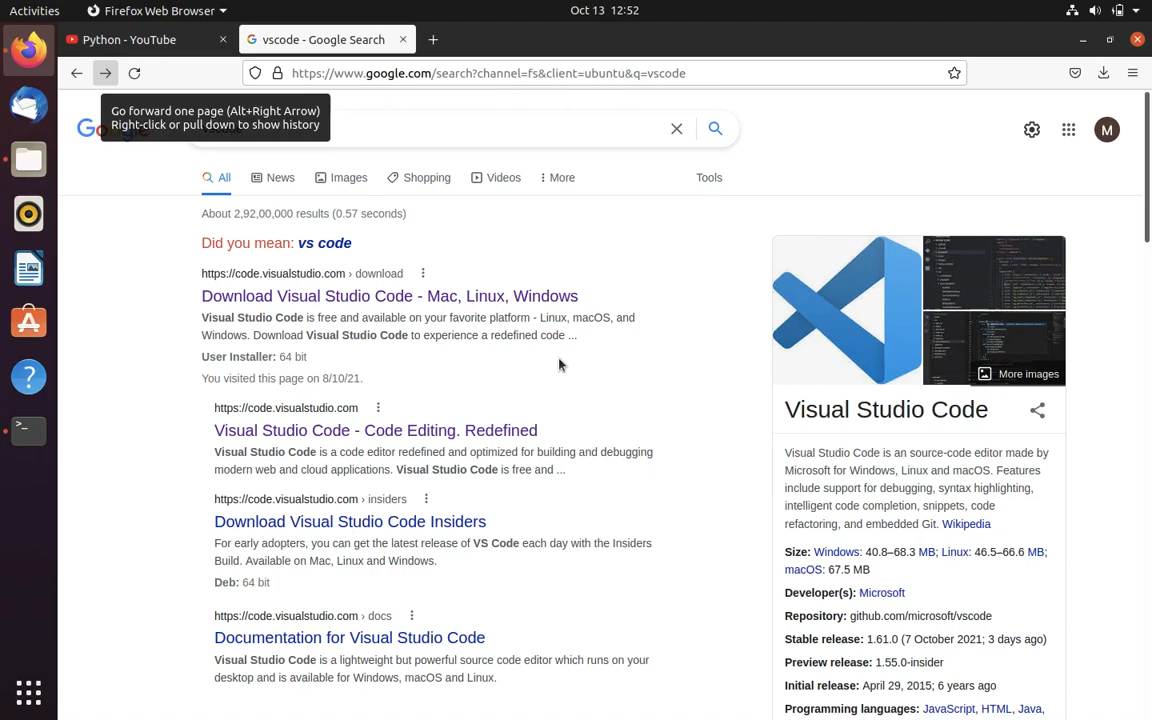 Activities
Firefox Web Browser
Oct 13 12:52
Python - YouTube
vscode - Google Search
https://www.google.com/search?channel=fs&client=ubuntu&q=vscode
Go forward one page (Alt+Right Arrow)
Right-click or pull down to show history
M
All
News
Images
Shopping
Videos
More
Tools
About 2,92,00,000 results (0.57 seconds)
Did you mean: vs code
https://code.visualstudio.com › download
Download Visual Studio Code - Mac, Linux, Windows
Visual Studio Code is free and available on your favorite platform - Linux, macOS, and
Windows. Download Visual Studio Code to experience a redefined code ...
User Installer: 64 bit
You visited this page on 8/10/21.
https://code.visualstudio.com
Visual Studio Code - Code Editing. Redefined
Visual Studio Code is a code editor redefined and optimized for building and debugging
modern web and cloud applications. Visual Studio Code is free and ...
https://code.visualstudio.com › insiders
Download Visual Studio Code Insiders
For early adopters, you can get the latest release of VS Code each day with the Insiders
Build. Available on Mac, Linux and Windows.
Deb: 64 bit
https://code.visualstudio.com › docs
Documentation for Visual Studio Code
Visual Studio Code is a lightweight but powerful source code editor which runs on your
desktop and is available for Windows, macOS and Linux.
More images
Visual Studio Code
Visual Studio Code is an source-code editor made by
Microsoft for Windows, Linux and macOS. Features
include support for debugging, syntax highlighting,
intelligent code completion, snippets, code
refactoring, and embedded Git. Wikipedia
Size: Windows: 40.8–68.3 MB; Linux: 46.5–66.6 MB;
macOS: 67.5 MB
Developer(s): Microsoft
Repository: github.com/microsoft/vscode
Stable release: 1.61.0 (7 October 2021; 3 days ago)
Preview release: 1.55.0-insider
Initial release: April 29, 2015; 6 years ago
Programming languages: JavaScript, HTML, Java,